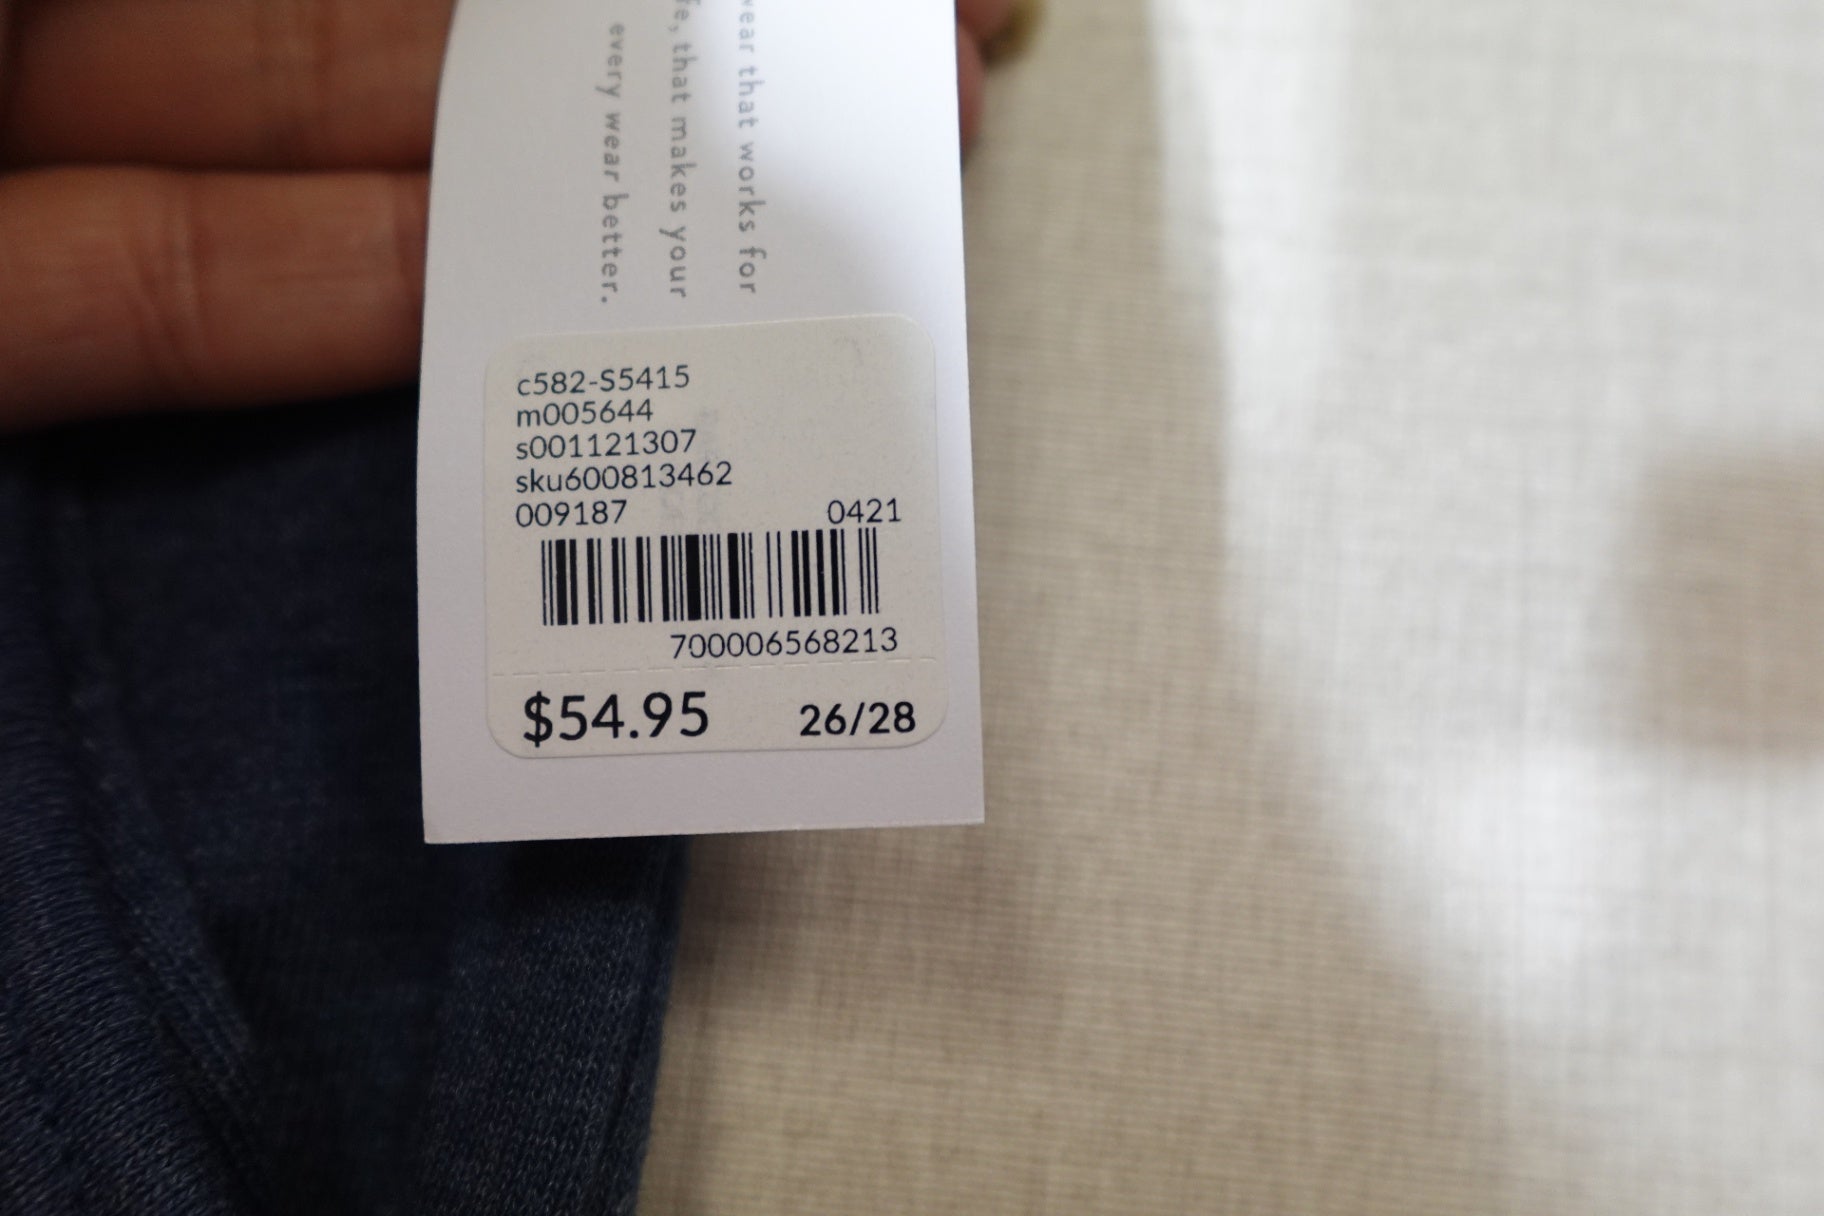 that works for
that makes your
every wear better.
c582-S5415
m005644
s001121307
sku600813462
009187 0421
700006568213
$54.95 26/28